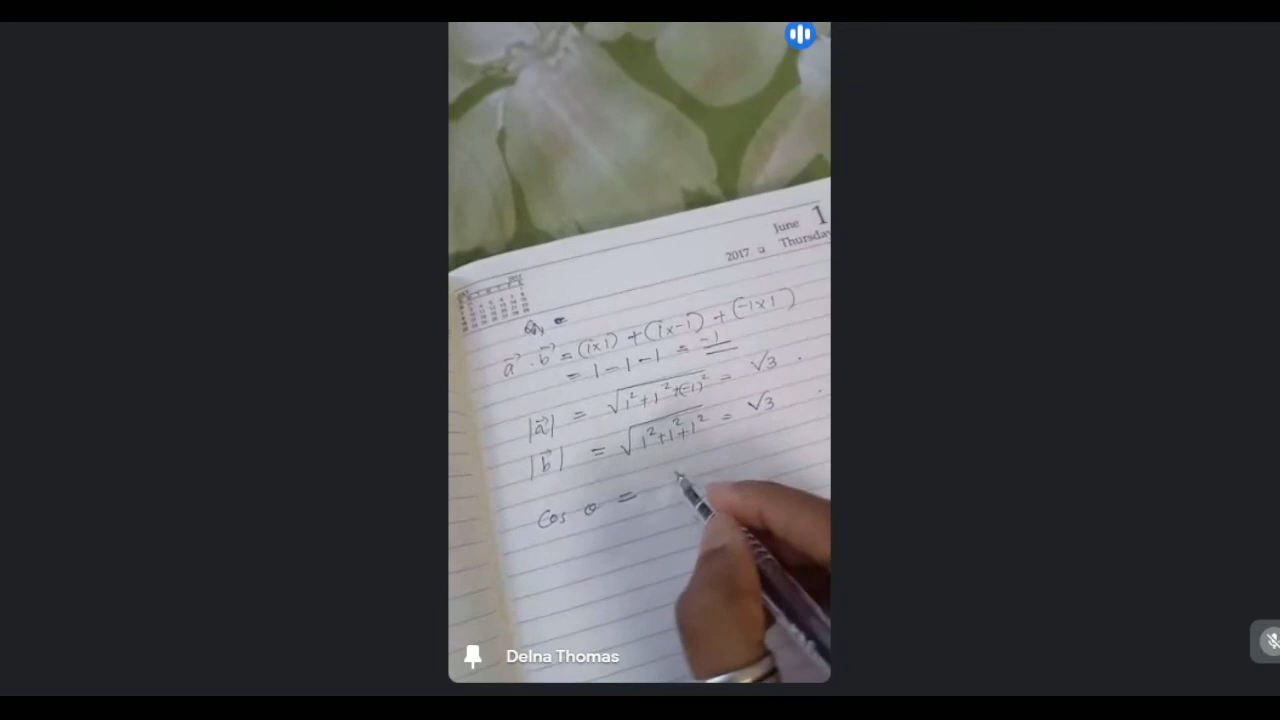 June 1
2017 Thursday
a⃗ . b⃗ = (1×1) + (1×-1) + (-1×1)
= 1 - 1 - 1 = -1
|a⃗| = √1²+1²+(-1)² = √3 .
|b⃗| = √1²+1²+1² = √3 .
Cos θ =
Delna Thomas